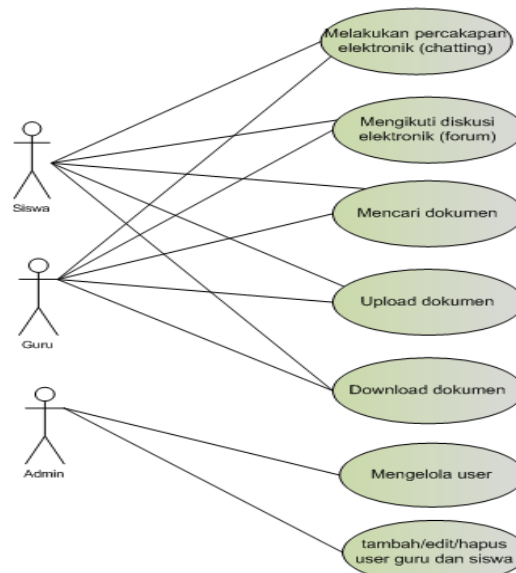 Melakukan percakapan
elektronik (chatting)
Mengikuti diskusi
elektronik (forum)
Siswa
Mencari dokumen
Upload dokumen
Guru
Download dokumen
Admin
Mengelola user
tambah/edit/hapus
user guru dan siswa